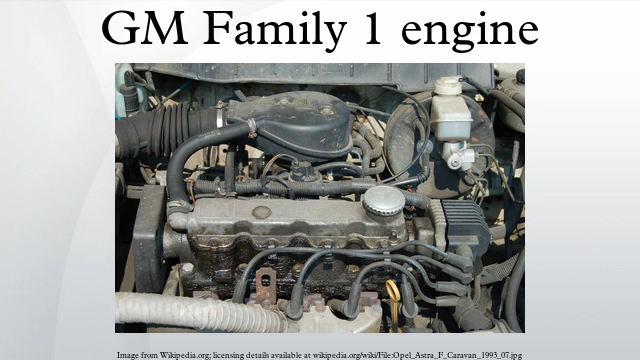 GM Family 1 engine
Image from Wikipedia.org; licensing details available at wikipedia.org/wiki/File:Opel_Astra_F_Caravan_1993_07.jpg